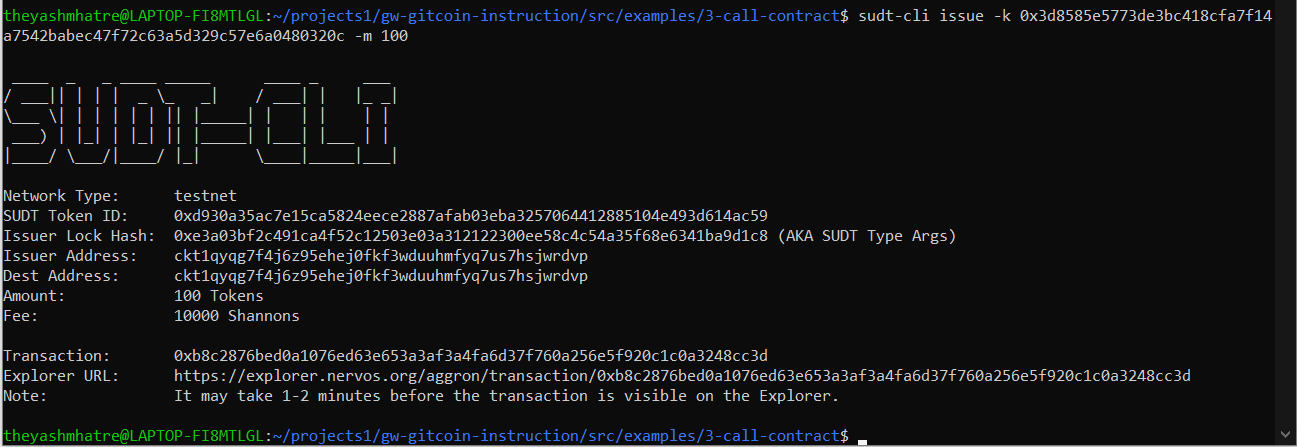 theyashmhatre@LAPTOP-FI8MTLGL:~/projects1/gw-gitcoin-instruction/src/examples/3-call-contract$ sudt-cli issue -k 0x3d8585e5773de3bc418cfa7f14
a7542babec47f72c63a5d329c57e6a0480320c -m 100
SUDT-CLI
Network Type: testnet
SUDT Token ID: 0xd930a35ac7e15ca5824eece2887afab03eba3257064412885104e493d614ac59
Issuer Lock Hash: 0xe3a03bf2c491ca4f52c12503e03a312122300ee58c4c54a35f68e6341ba9d1c8 (AKA SUDT Type Args)
Issuer Address: ckt1qyqg7f4j6z95ehej0fkf3wduuhmfyq7us7hsjwrdvp
Dest Address: ckt1qyqg7f4j6z95ehej0fkf3wduuhmfyq7us7hsjwrdvp
Amount: 100 Tokens
Fee: 10000 Shannons
Transaction: 0xb8c2876bed0a1076ed63e653a3af3a4fa6d37f760a256e5f920c1c0a3248cc3d
Explorer URL: https://explorer.nervos.org/aggron/transaction/0xb8c2876bed0a1076ed63e653a3af3a4fa6d37f760a256e5f920c1c0a3248cc3d
Note: It may take 1-2 minutes before the transaction is visible on the Explorer.
theyashmhatre@LAPTOP-FI8MTLGL:~/projects1/gw-gitcoin-instruction/src/examples/3-call-contract$